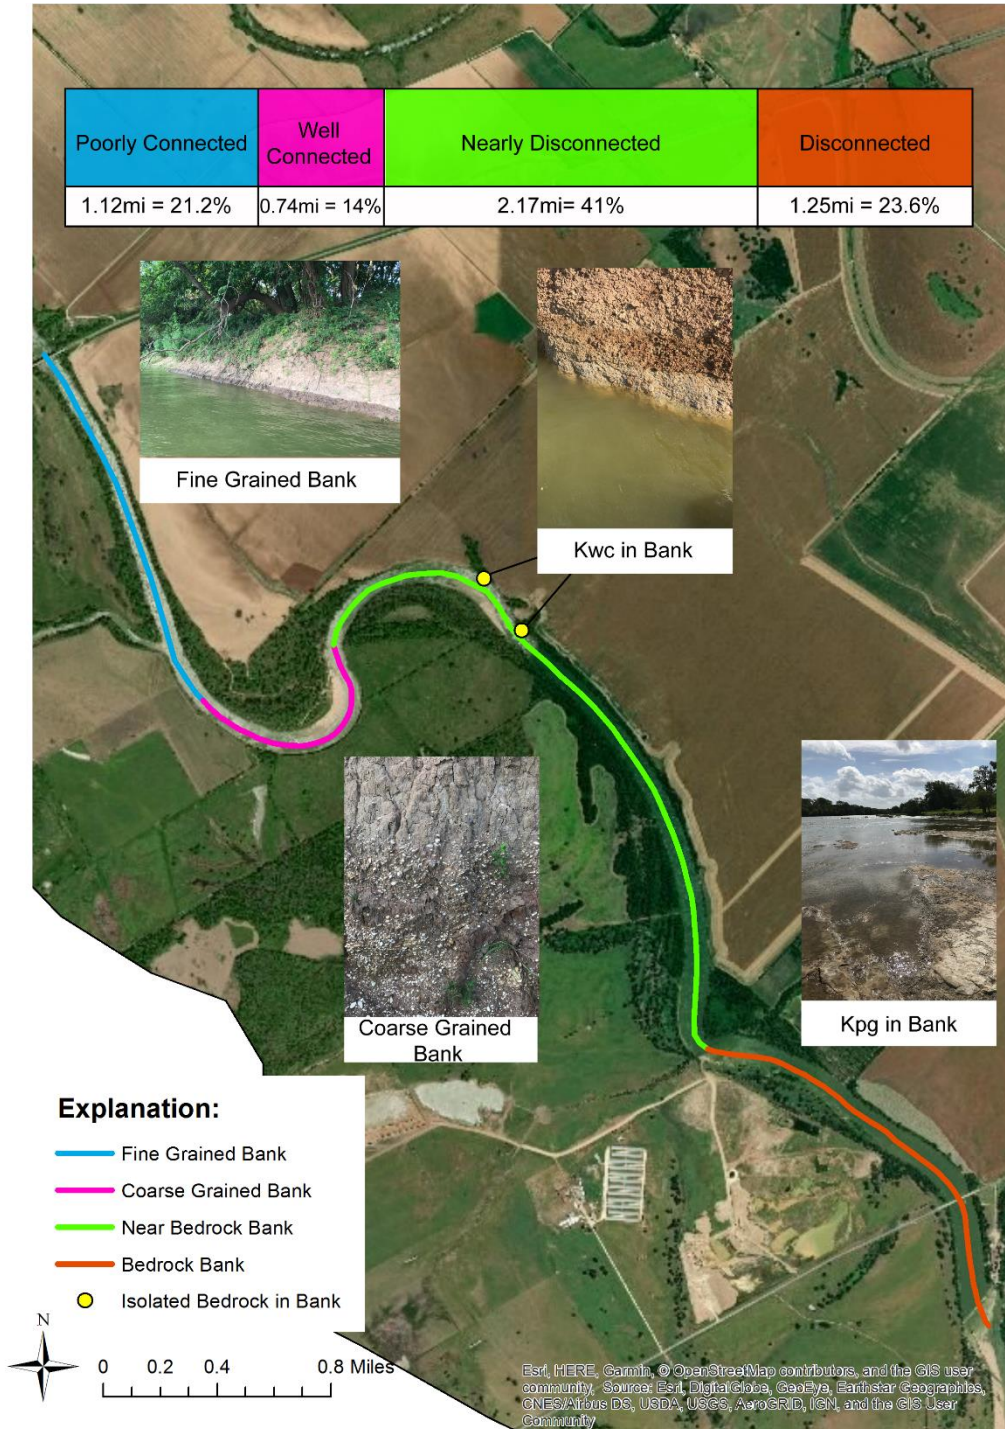 Poorly Connected
Well
Connected
Nearly Disconnected
Disconnected
1.12mi = 21.2%
0.74mi = 14%
2.17mi= 41%
1.25mi = 23.6%
Fine Grained Bank
Kwc in Bank
Coarse Grained
Bank
Kpg in Bank
Explanation:
Fine Grained Bank
Coarse Grained Bank
Near Bedrock Bank
Bedrock Bank
Isolated Bedrock in Bank
N
0 0.2 0.4 0.8 Miles
Esri, HERE, Garmin, © OpenStreetMap contributors, and the GIS user
community, Source: Esri, DigitalGlobe, GeoEye, Earthstar Geographics,
CNES/Airbus DS, USDA, USGS, AeroGRID, IGN, and the GIS User
Community